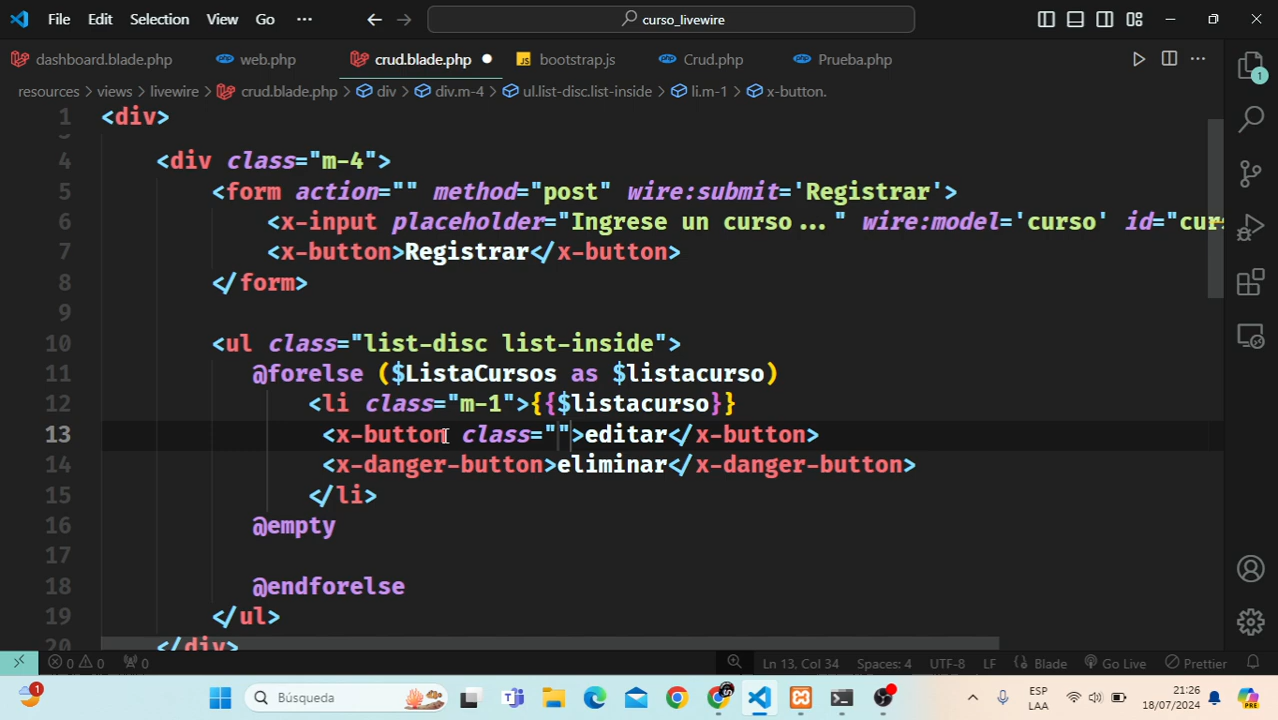 File Edit Selection View Go ... curso_livewire
dashboard.blade.php web.php crud.blade.php bootstrap.js Crud.php Prueba.php
resources > views > livewire > crud.blade.php > div > div.m-4 > ul.list-disc.list-inside > li.m-1 > x-button.
1 <div>
4 <div class="m-4">
5 <form action="" method="post" wire:submit='Registrar'>
6 <x-input placeholder="Ingrese un curso..." wire:model='curso' id="cur
7 <x-button>Registrar</x-button>
8 </form>
9
10 <ul class="list-disc list-inside">
11 @forelse ($ListaCursos as $listacurso)
12 <li class="m-1">{{$listacurso}}
13 <x-button class="">editar</x-button>
14 <x-danger-button>eliminar</x-danger-button>
15 </li>
16 @empty
17
18 @endforelse
19 </ul>
20 </div>
0 0 0 Ln 13, Col 34 Spaces: 4 UTF-8 LF Blade Go Live Prettier
1 Búsqueda ESP LAA 21:26 18/07/2024 PRE
1